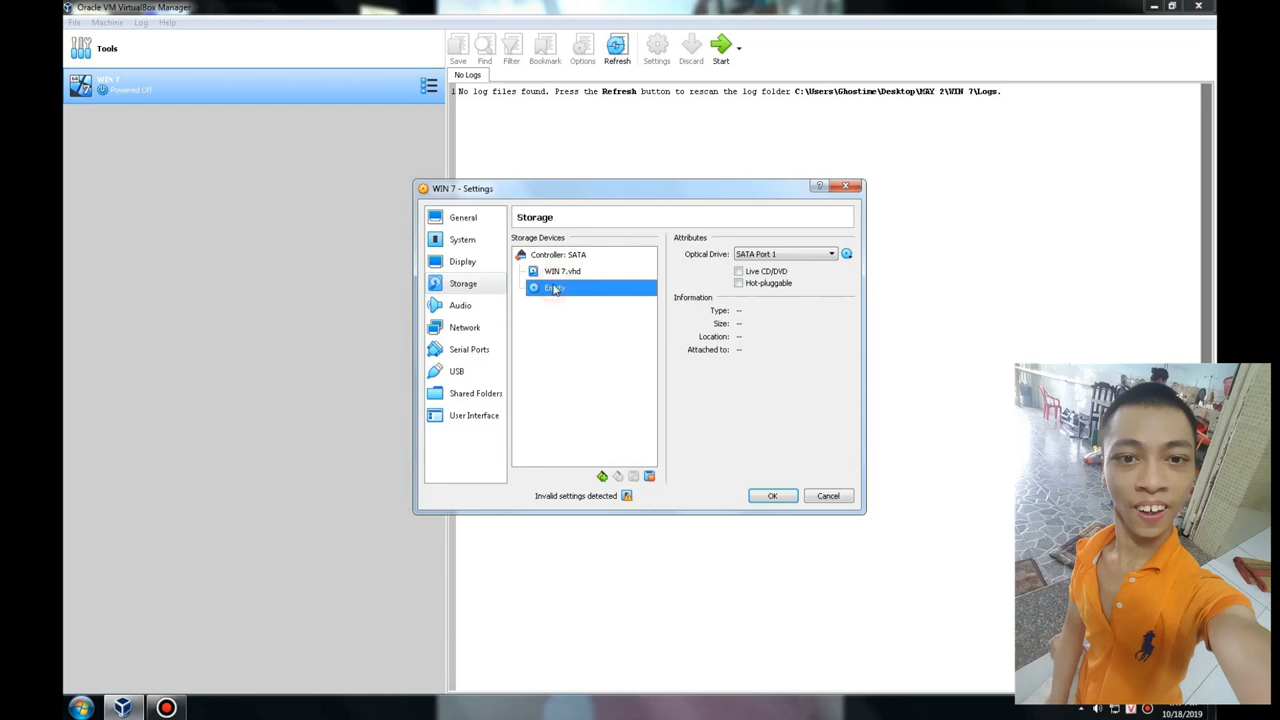 Oracle VM VirtualBox Manager
File Machine Log Help
Tools
WIN 7
Powered Off
Save Find Filter Bookmark Options Refresh Settings Discard Start
No Logs
1 No log files found. Press the Refresh button to rescan the log folder C:\Users\Ghostime\Desktop\MAY 2\WIN 7\Logs.
WIN 7 - Settings
General
System
Display
Storage
Audio
Network
Serial Ports
USB
Shared Folders
User Interface
Storage
Storage Devices
Controller: SATA
WIN 7.vhd
Attributes
Optical Drive: SATA Port 1
Live CD/DVD
Hot-pluggable
Information
Type: --
Size: --
Location: --
Attached to: --
Invalid settings detected
OK Cancel
10/18/2019